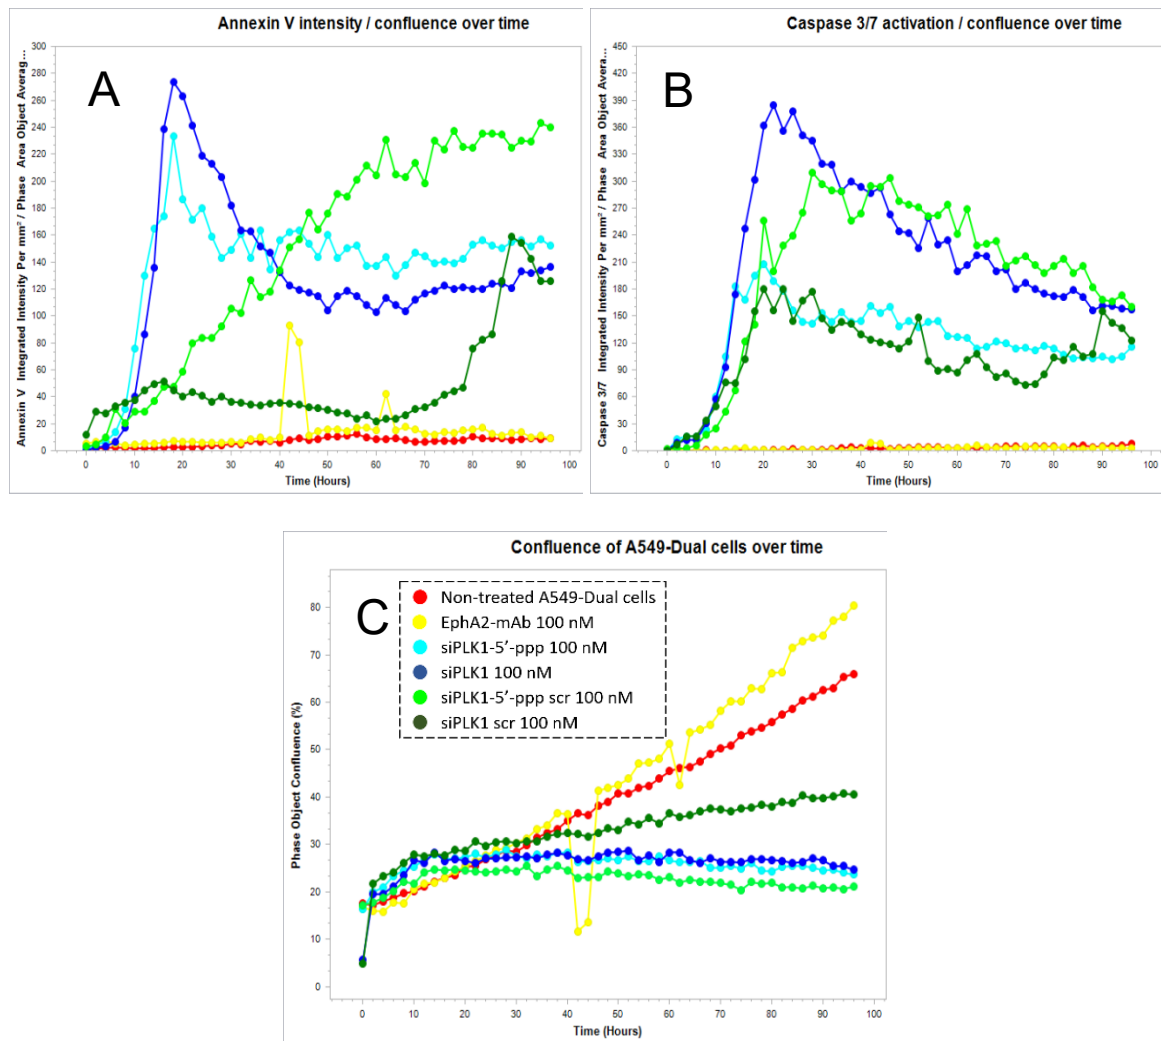 Annexin V intensity / confluence over time
A
Annexin V Integrated Intensity Per mm² / Phase Area Object Averag...
300
280
260
240
220
200
180
160
140
120
100
80
60
40
20
0
0 10 20 30 40 50 60 70 80 90 100
Time (Hours)
Caspase 3/7 activation / confluence over time
B
Caspase 3/7 Integrated Intensity Per mm² / Phase Area Object Avera...
450
420
390
360
330
300
270
240
210
180
150
120
90
60
30
0
0 10 20 30 40 50 60 70 80 90 100
Time (Hours)
Confluence of A549-Dual cells over time
C
Non-treated A549-Dual cells
EphA2-mAb 100 nM
siPLK1-5’-ppp 100 nM
siPLK1 100 nM
siPLK1-5’-ppp scr 100 nM
siPLK1 scr 100 nM
Phase Object Confluence (%)
80
70
60
50
40
30
20
10
0
0 10 20 30 40 50 60 70 80 90 100
Time (Hours)